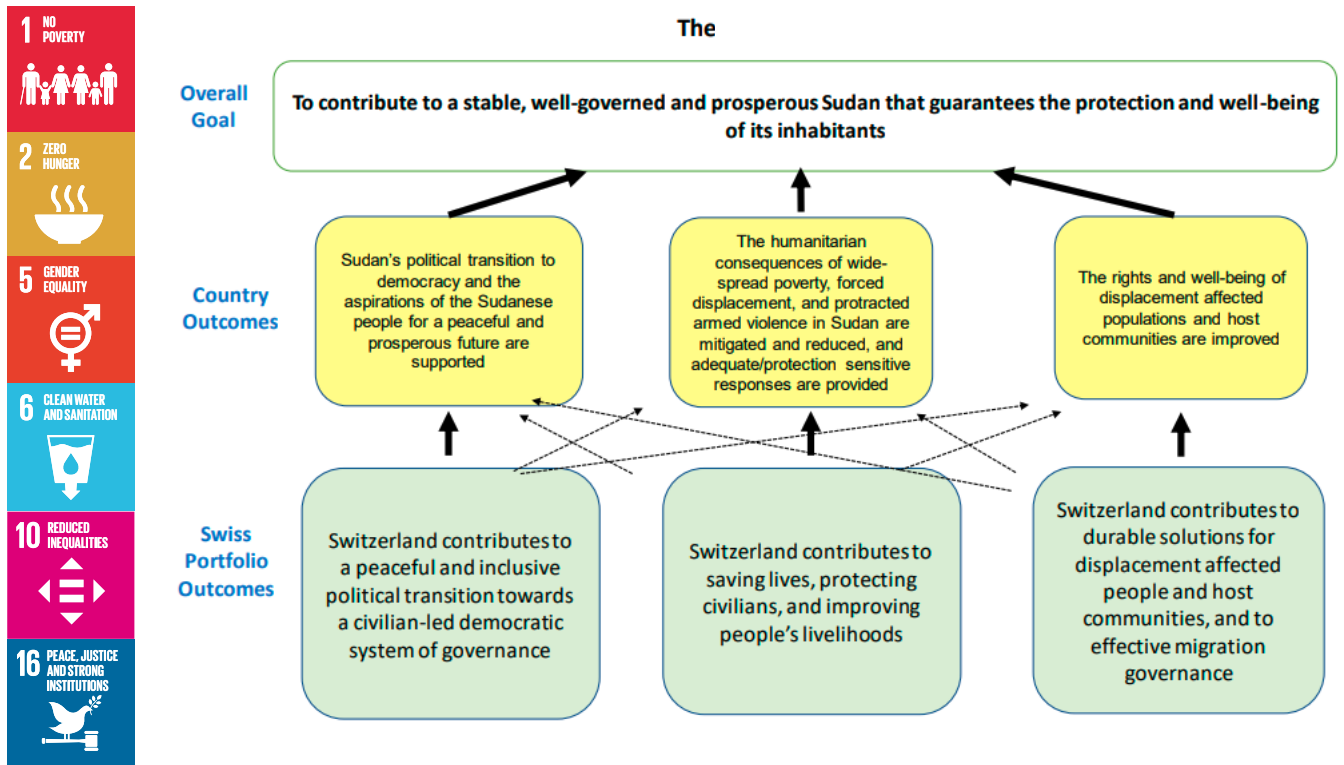 1 NO
POVERTY
2 ZERO
HUNGER
5 GENDER
EQUALITY
6 CLEAN WATER
AND SANITATION
10 REDUCED
INEQUALITIES
16 PEACE, JUSTICE
AND STRONG
INSTITUTIONS
The
Overall
Goal
To contribute to a stable, well-governed and prosperous Sudan that guarantees the protection and well-being
of its inhabitants
Country
Outcomes
Sudan's political transition to
democracy and the
aspirations of the Sudanese
people for a peaceful and
prosperous future are
supported
The humanitarian
consequences of wide-
spread poverty, forced
displacement, and protracted
armed violence in Sudan are
mitigated and reduced, and
adequate/protection sensitive
responses are provided
The rights and well-being of
displacement affected
populations and host
communities are improved
Swiss
Portfolio
Outcomes
Switzerland contributes to
a peaceful and inclusive
political transition towards
a civilian-led democratic
system of governance
Switzerland contributes to
saving lives, protecting
civilians, and improving
people's livelihoods
Switzerland contributes to
durable solutions for
displacement affected
people and host
communities, and to
effective migration
governance